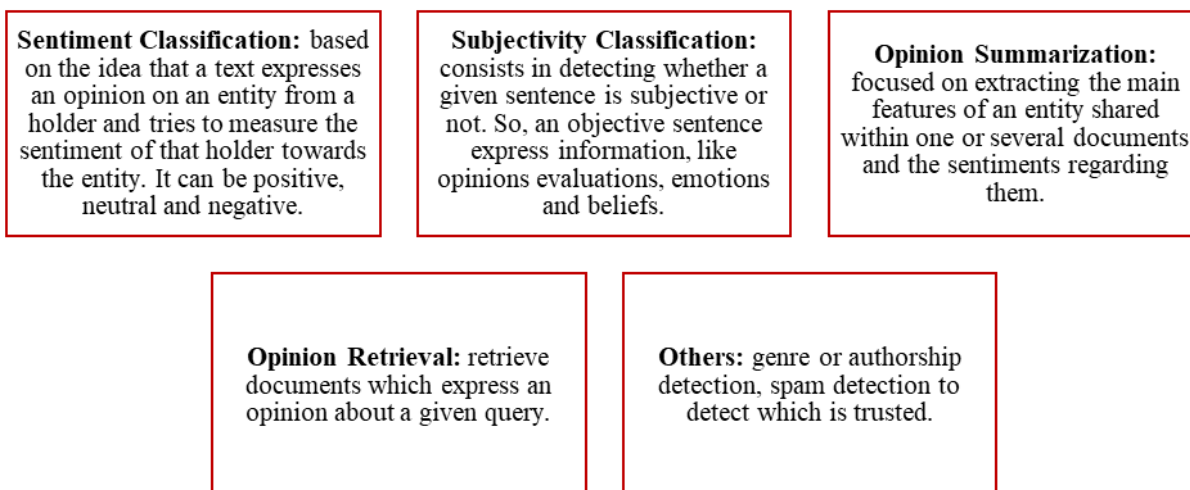 Sentiment Classification: based
on the idea that a text expresses
an opinion on an entity from a
holder and tries to measure the
sentiment of that holder towards
the entity. It can be positive,
neutral and negative.
Subjectivity Classification:
consists in detecting whether a
given sentence is subjective or
not. So, an objective sentence
express information, like
opinions evaluations, emotions
and beliefs.
Opinion Summarization:
focused on extracting the main
features of an entity shared
within one or several documents
and the sentiments regarding
them.
Opinion Retrieval: retrieve
documents which express an
opinion about a given query.
Others: genre or authorship
detection, spam detection to
detect which is trusted.